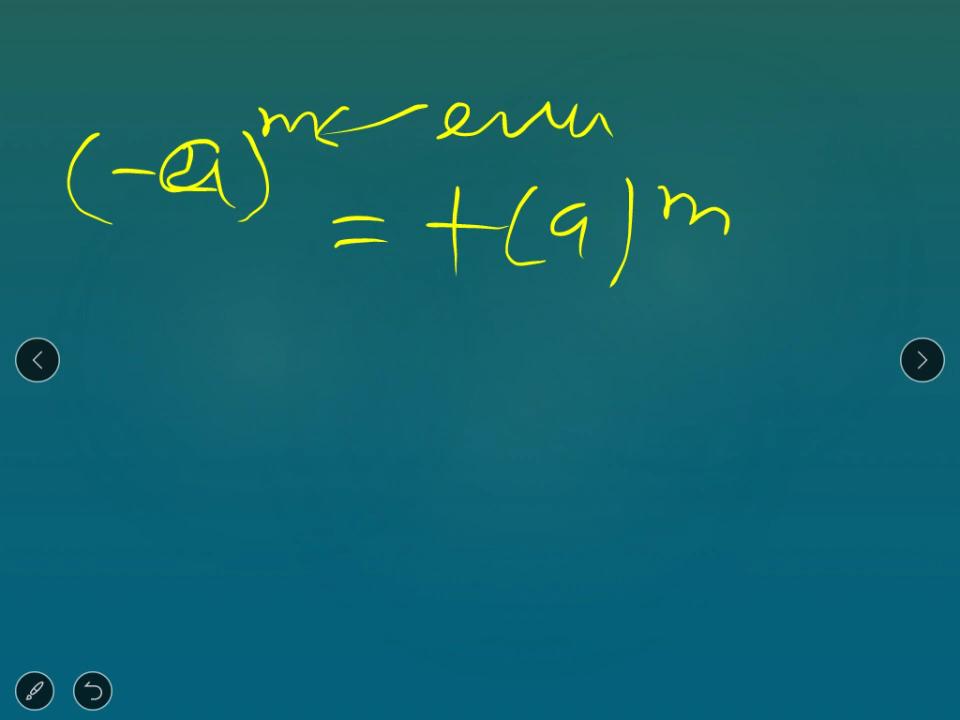 (-a)^m ← even
= +(a)^m